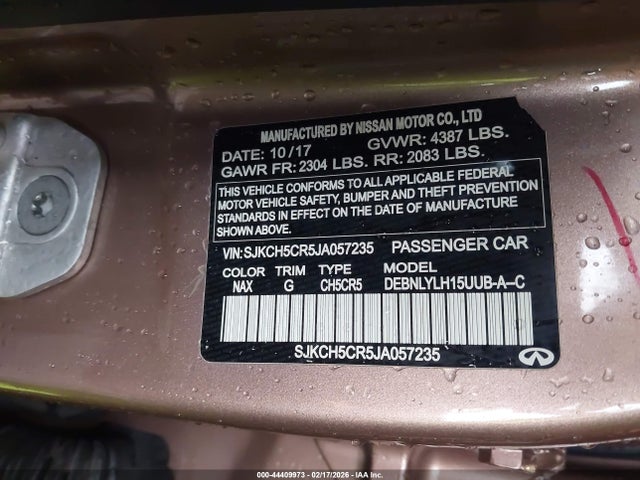 MANUFACTURED BY NISSAN MOTOR CO., LTD
DATE: 10/17 GVWR: 4387 LBS.
GAWR FR: 2304 LBS. RR: 2083 LBS.
THIS VEHICLE CONFORMS TO ALL APPLICABLE FEDERAL
MOTOR VEHICLE SAFETY, BUMPER AND THEFT PREVENTION
STANDARDS IN EFFECT ON THE DATE OF MANUFACTURE
SHOWN ABOVE.
VIN: SJKCH5CR5JA057235 PASSENGER CAR
COLOR TRIM TYPE MODEL
NAX G CH5CR5 DEBNLYLH15UUB-A-C
SJKCH5CR5JA057235
000-44409973 - 02/17/2026 - IAA Inc.